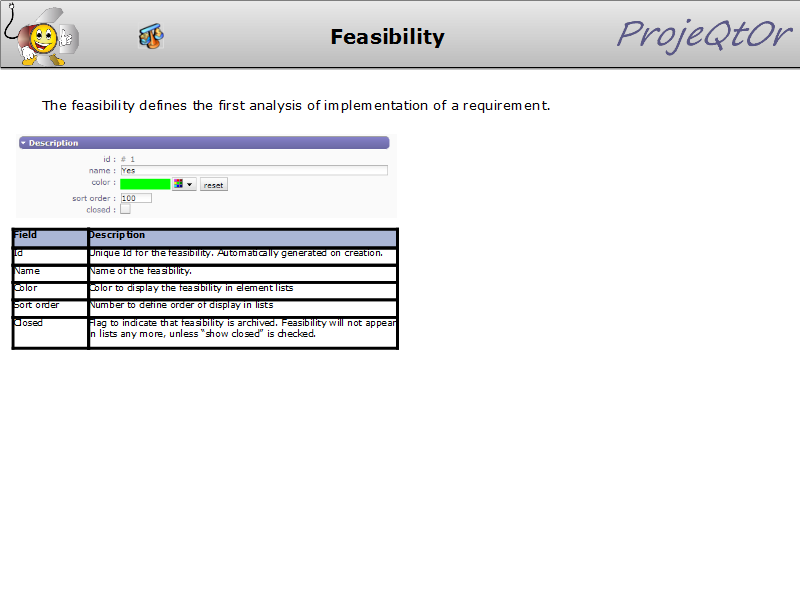 Feasibility
ProjeQtOr
The feasibility defines the first analysis of implementation of a requirement.
Description
id : # 1
name : Yes
color : reset
sort order : 100
closed :
Field Description
Id Unique Id for the feasibility. Automatically generated on creation.
Name Name of the feasibility.
Color Color to display the feasibility in element lists
Sort order Number to define order of display in lists
Closed Flag to indicate that feasibility is archived. Feasibility will not appear
in lists any more, unless “show closed” is checked.